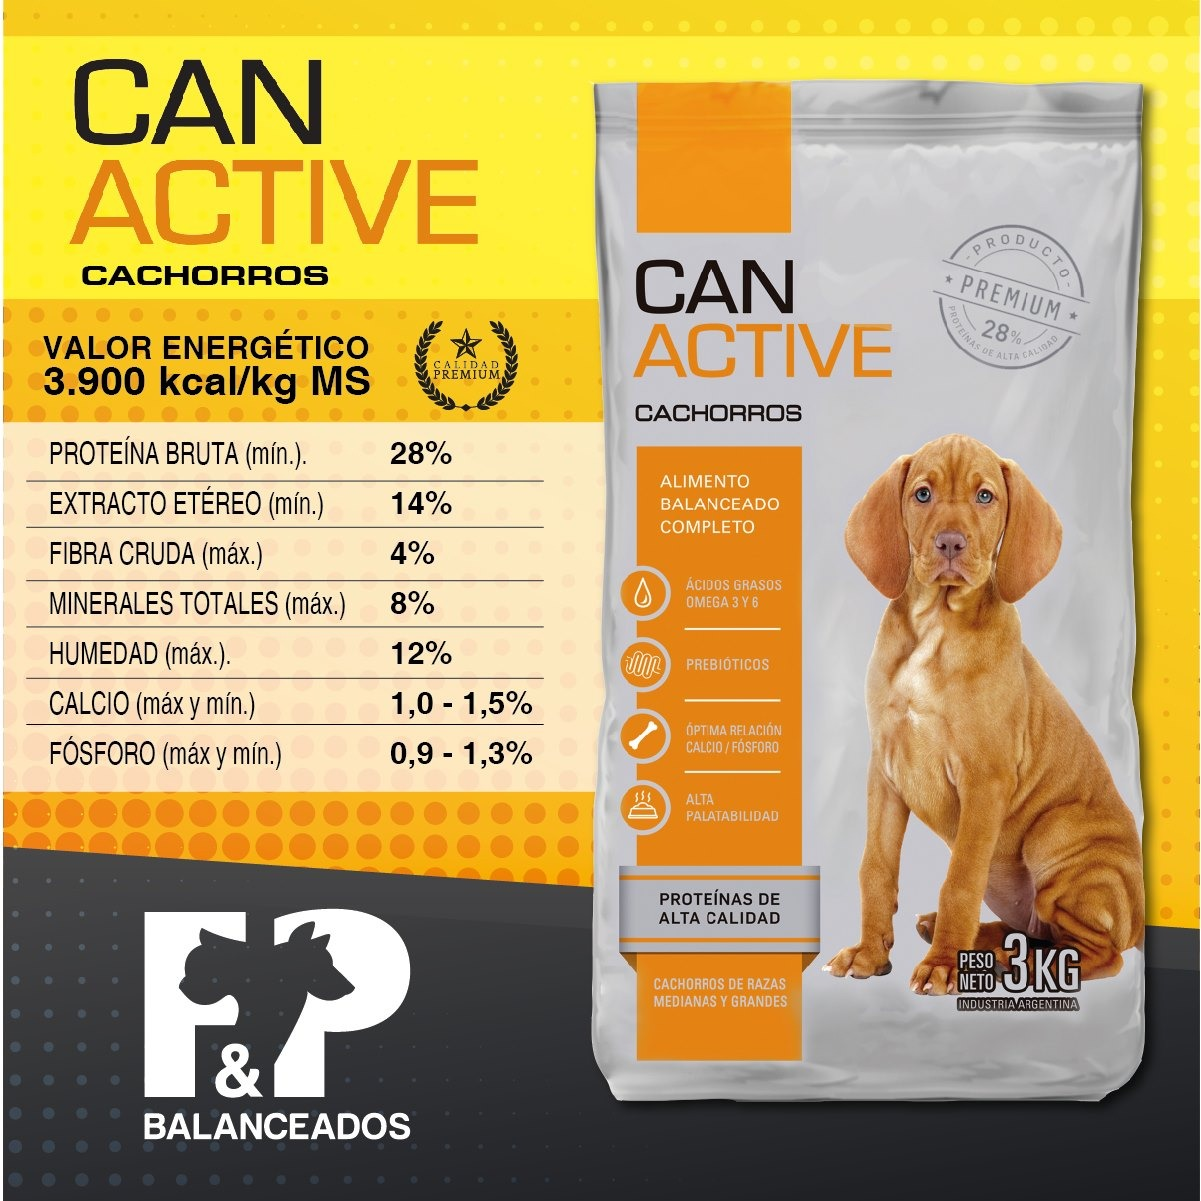 CAN
ACTIVE
CACHORROS
VALOR ENERGÉTICO
3.900 kcal/kg MS
CALIDAD
PREMIUM
PROTEÍNA BRUTA (mín.). 28%
EXTRACTO ETÉREO (mín.) 14%
FIBRA CRUDA (máx.) 4%
MINERALES TOTALES (máx.) 8%
HUMEDAD (máx.). 12%
CALCIO (máx y mín.) 1,0 - 1,5%
FÓSFORO (máx y mín.) 0,9 - 1,3%
F&P
BALANCEADOS
CAN
ACTIVE
CACHORROS
- PRODUCTO -
★ PREMIUM ★
28%
PROTEÍNAS DE ALTA CALIDAD
ALIMENTO
BALANCEADO
COMPLETO
ÁCIDOS GRASOS
OMEGA 3 Y 6
PREBIÓTICOS
ÓPTIMA RELACIÓN
CALCIO / FÓSFORO
ALTA
PALATABILIDAD
PROTEÍNAS DE
ALTA CALIDAD
CACHORROS DE RAZAS
MEDIANAS Y GRANDES
PESO
NETO 3KG
INDUSTRIA ARGENTINA